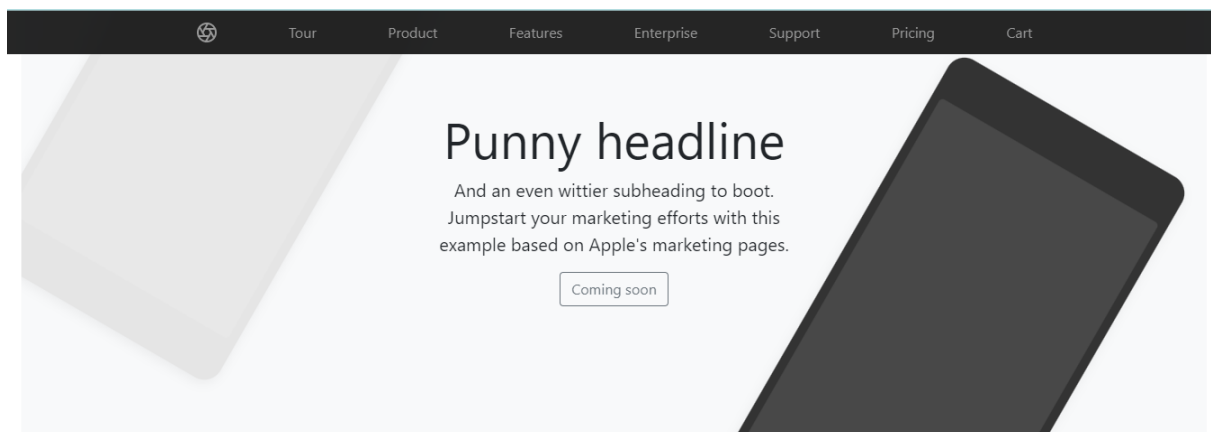 Tour Product Features Enterprise Support Pricing Cart
Punny headline
And an even wittier subheading to boot.
Jumpstart your marketing efforts with this
example based on Apple's marketing pages.
Coming soon